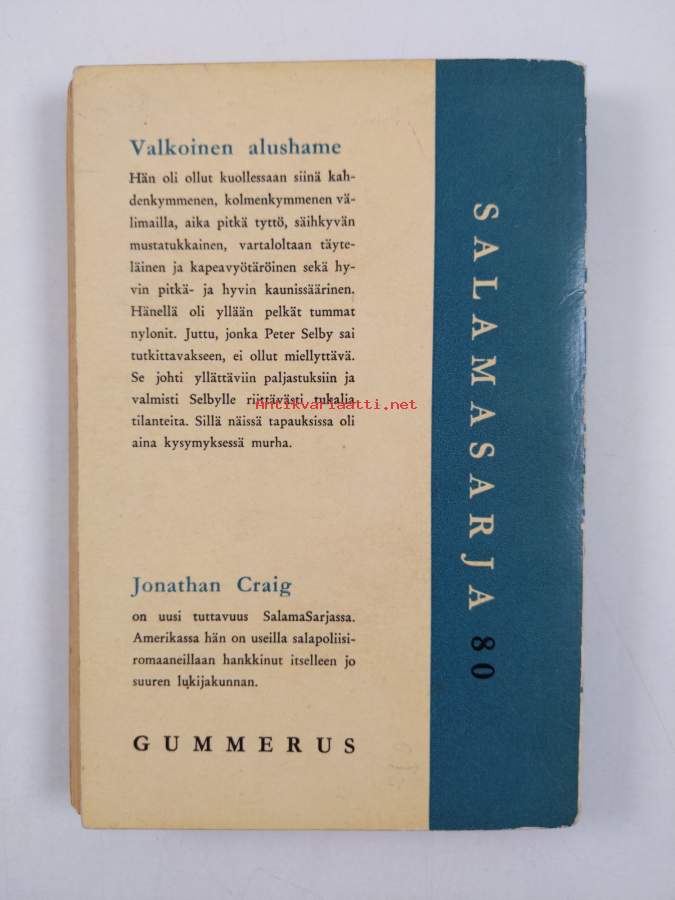 Valkoinen alushame
Hän oli ollut kuollessaan siinä kah-
denkymmenen, kolmenkymmenen vä-
limailla, aika pitkä tyttö, säihkyvän
mustatukkainen, vartaloltaan täyte-
läinen ja kapeavyötäröinen sekä hy-
vin pitkä- ja hyvin kaunissäärinen.
Hänellä oli yllään pelkät tummat
nylonit. Juttu, jonka Peter Selby sai
tutkittavakseen, ei ollut miellyttävä.
Se johti yllättäviin paljastuksiin ja
valmisti Selbylle riittävästi tukalia
tilanteita. Sillä näissä tapauksissa oli
aina kysymyksessä murha.
Antikvariaatti.net
Jonathan Craig
on uusi tuttavuus SalamaSarjassa.
Amerikassa hän on useilla salapoliisi-
romaaneillaan hankkinut itselleen jo
suuren lukijakunnan.
GUMMERUS
SALAMASARJA 80